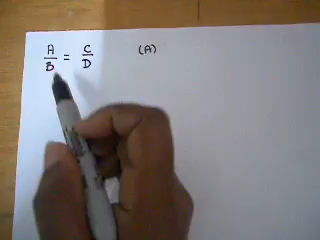 A/B = C/D (A)